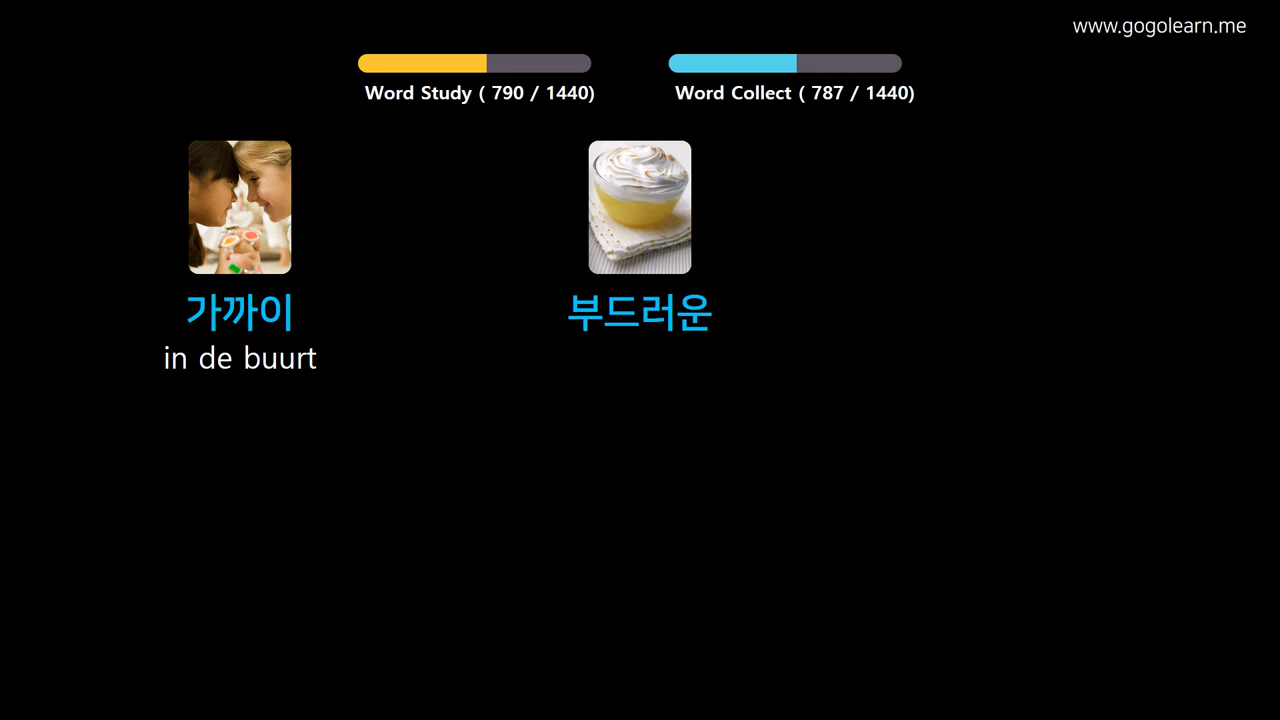 www.gogolearn.me
Word Study ( 790 / 1440)
Word Collect ( 787 / 1440)
가까이
부드러운
in de buurt